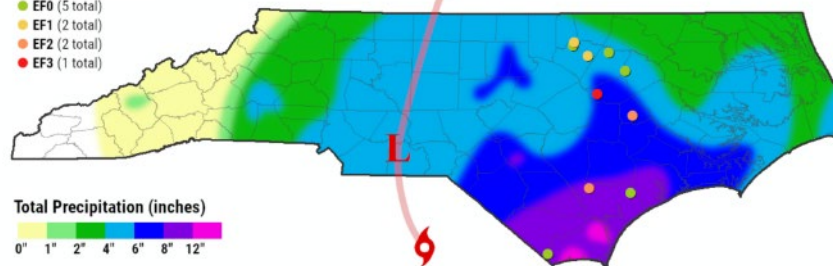 EF0 (5 total)
EF1 (2 total)
EF2 (2 total)
EF3 (1 total)
L
Total Precipitation (inches)
0" 1" 2" 4" 6" 8" 12"